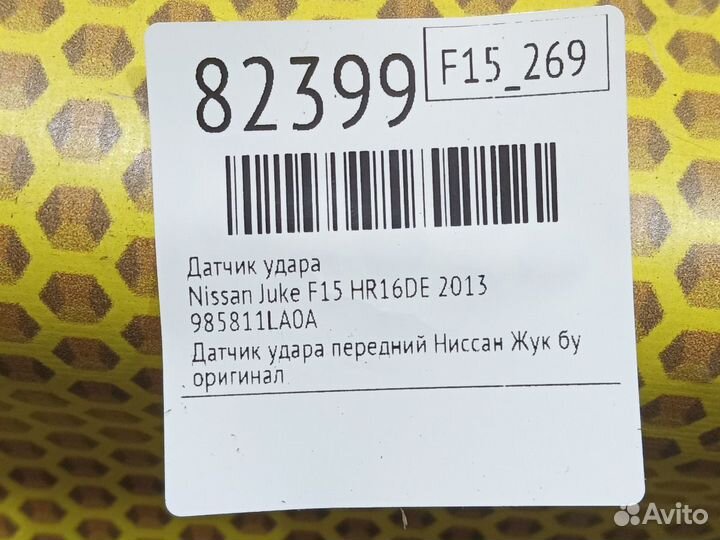 82399
F15_269
Датчик удара
Nissan Juke F15 HR16DE 2013
985811LA0A
Датчик удара передний Ниссан Жук бу
оригинал
Avito